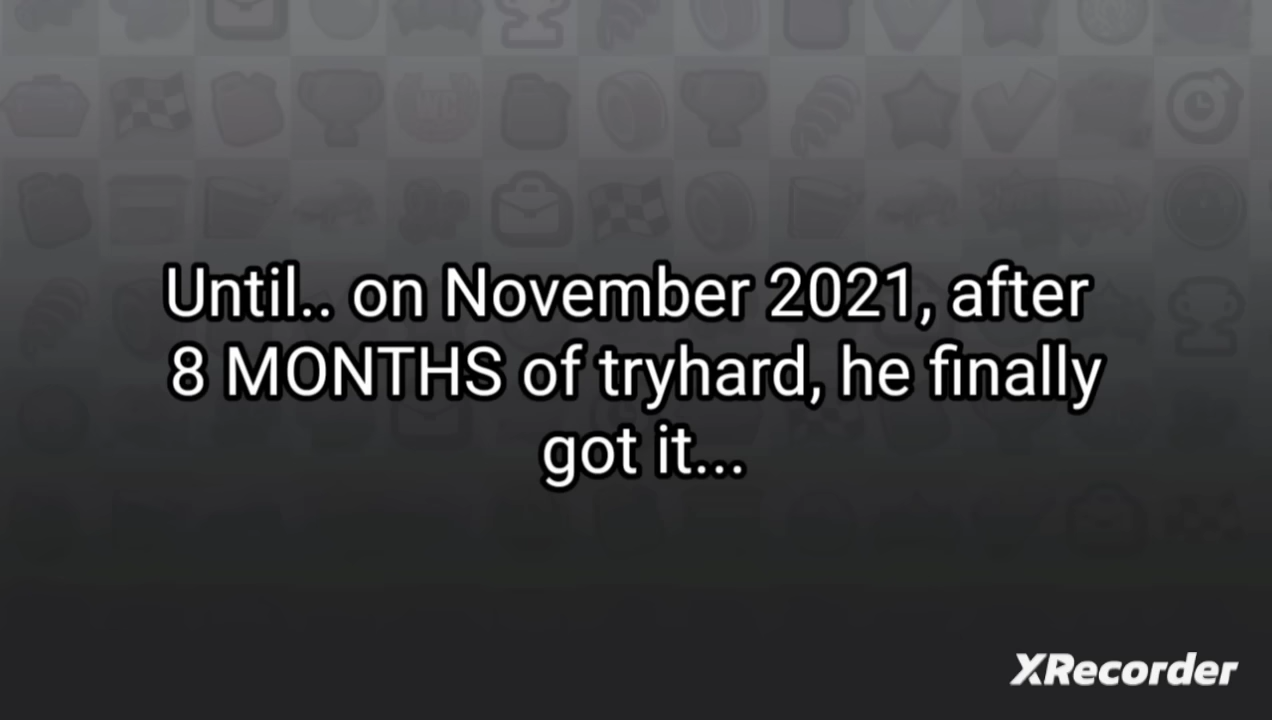 Until.. on November 2021, after
8 MONTHS of tryhard, he finally
got it...
XRecorder